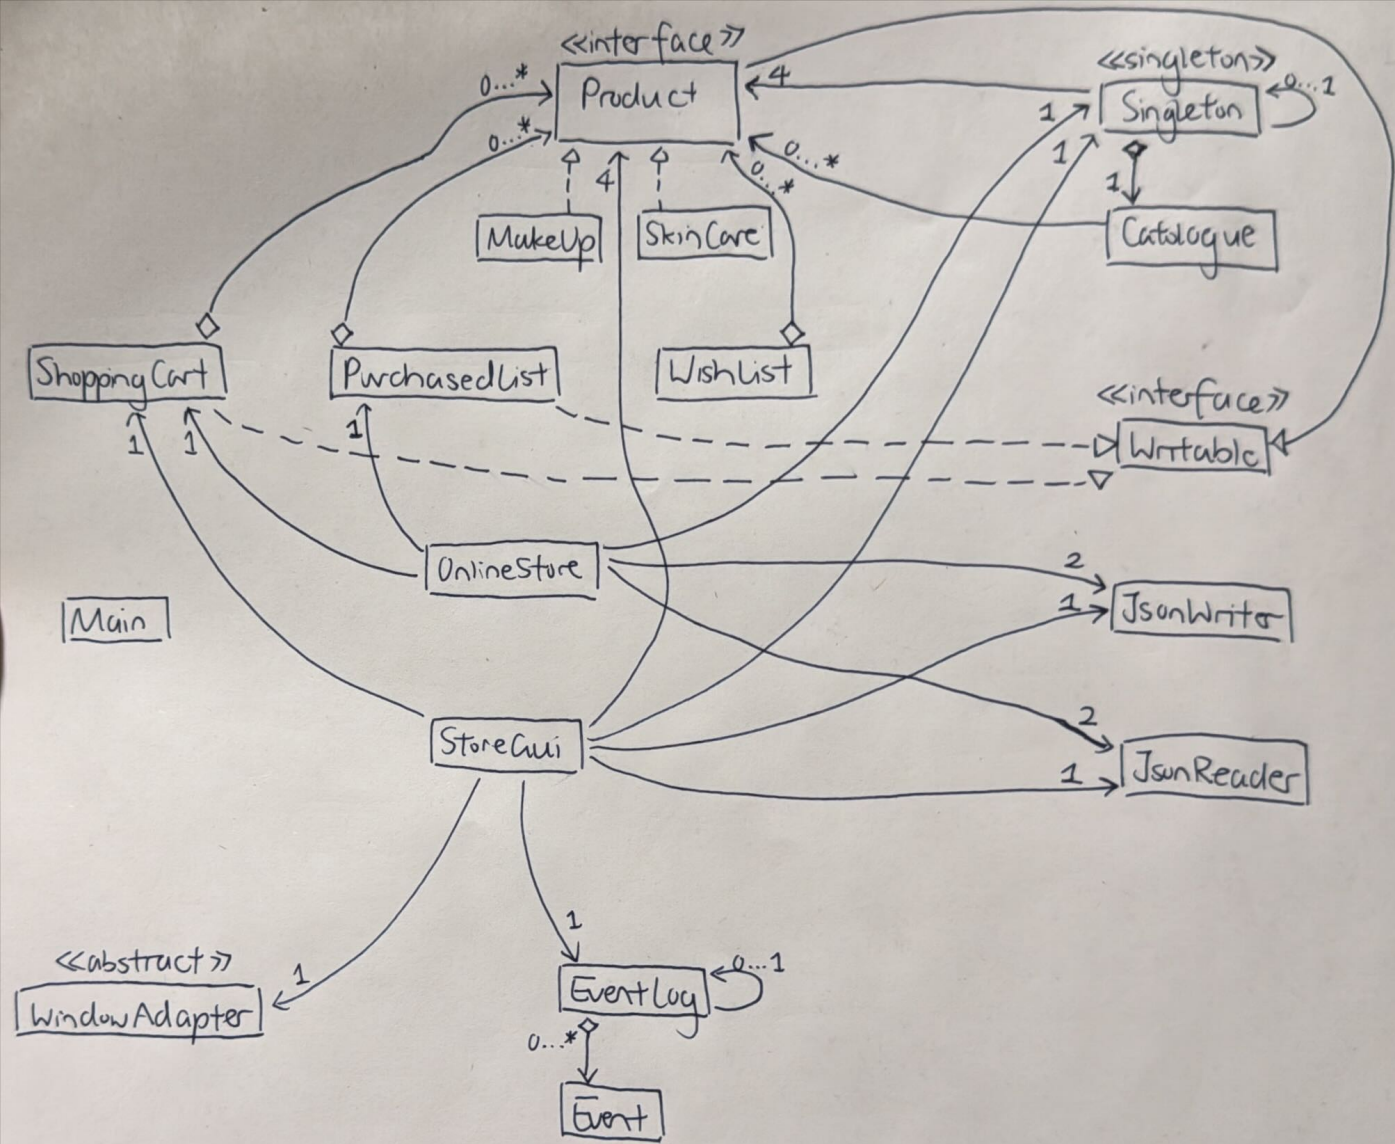 <<interface>>
Product
0...*
0...*
4
4
0...*
0...*
<<singleton>>
Singleton
0...1
1
1
1
Catalogue
MakeUp
SkinCare
ShoppingCart
PurchasedList
WishList
<<interface>>
Writable
1
1
1
OnlineStore
2
1
JsonWriter
Main
StoreGui
2
1
JsonReader
<<abstract>>
WindowAdapter
1
1
EventLog
0...1
0...*
Event